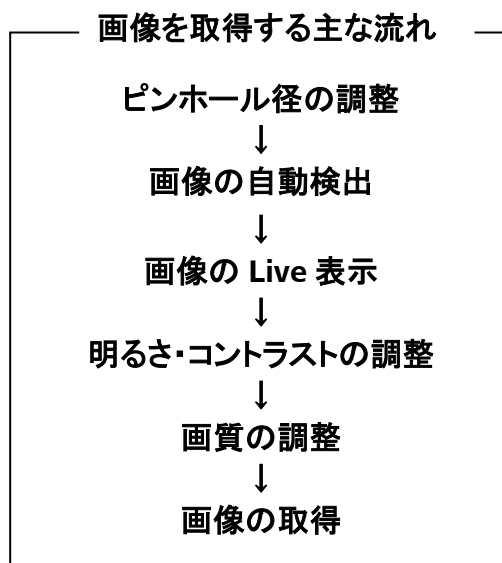 画像を取得する主な流れ
ピンホール径の調整
↓
画像の自動検出
↓
画像の Live 表示
↓
明るさ･コントラストの調整
↓
画質の調整
↓
画像の取得